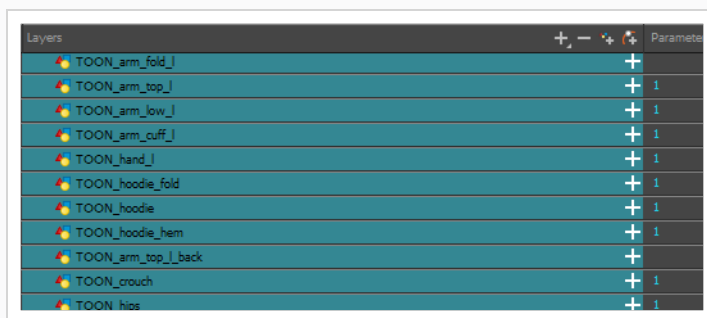 Layers Paramete
TOON_arm_fold_l
TOON_arm_top_l 1
TOON_arm_low_l 1
TOON_arm_cuff_l 1
TOON_hand_l 1
TOON_hoodie_fold 1
TOON_hoodie 1
TOON_hoodie_hem 1
TOON_arm_top_l_back
TOON_crouch 1
TOON_hips 1